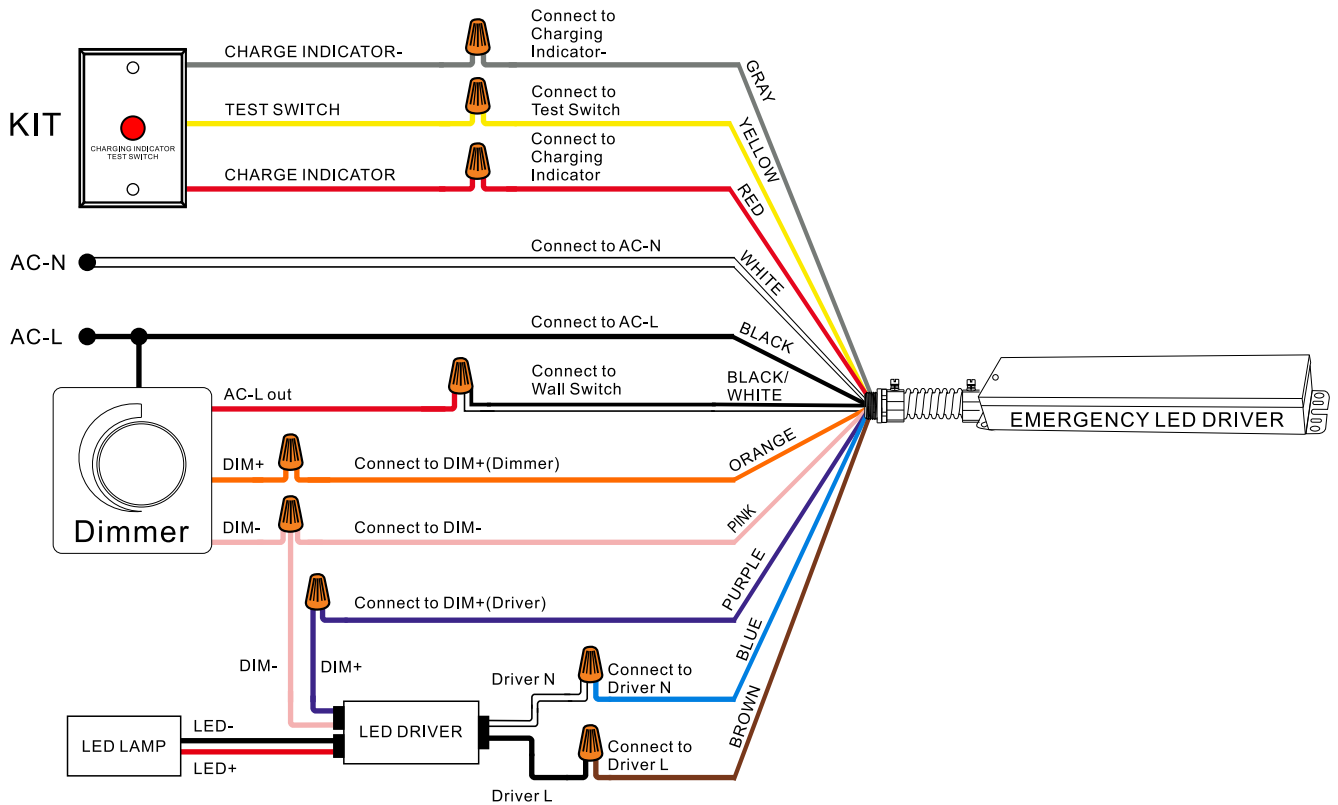 KIT
CHARGING INDICATOR
TEST SWITCH
CHARGE INDICATOR-
Connect to
Charging
Indicator-
GRAY
TEST SWITCH
Connect to
Test Switch
YELLOW
CHARGE INDICATOR
Connect to
Charging
Indicator
RED
AC-N
Connect to AC-N
WHITE
AC-L
Connect to AC-L
BLACK
AC-L out
Connect to
Wall Switch
BLACK/
WHITE
EMERGENCY LED DRIVER
Dimmer
DIM+
Connect to DIM+(Dimmer)
ORANGE
DIM-
Connect to DIM-
PINK
Connect to DIM+(Driver)
PURPLE
DIM-
DIM+
Driver N
Connect to
Driver N
BLUE
LED LAMP
LED-
LED+
LED DRIVER
Connect to
Driver L
Driver L
BROWN